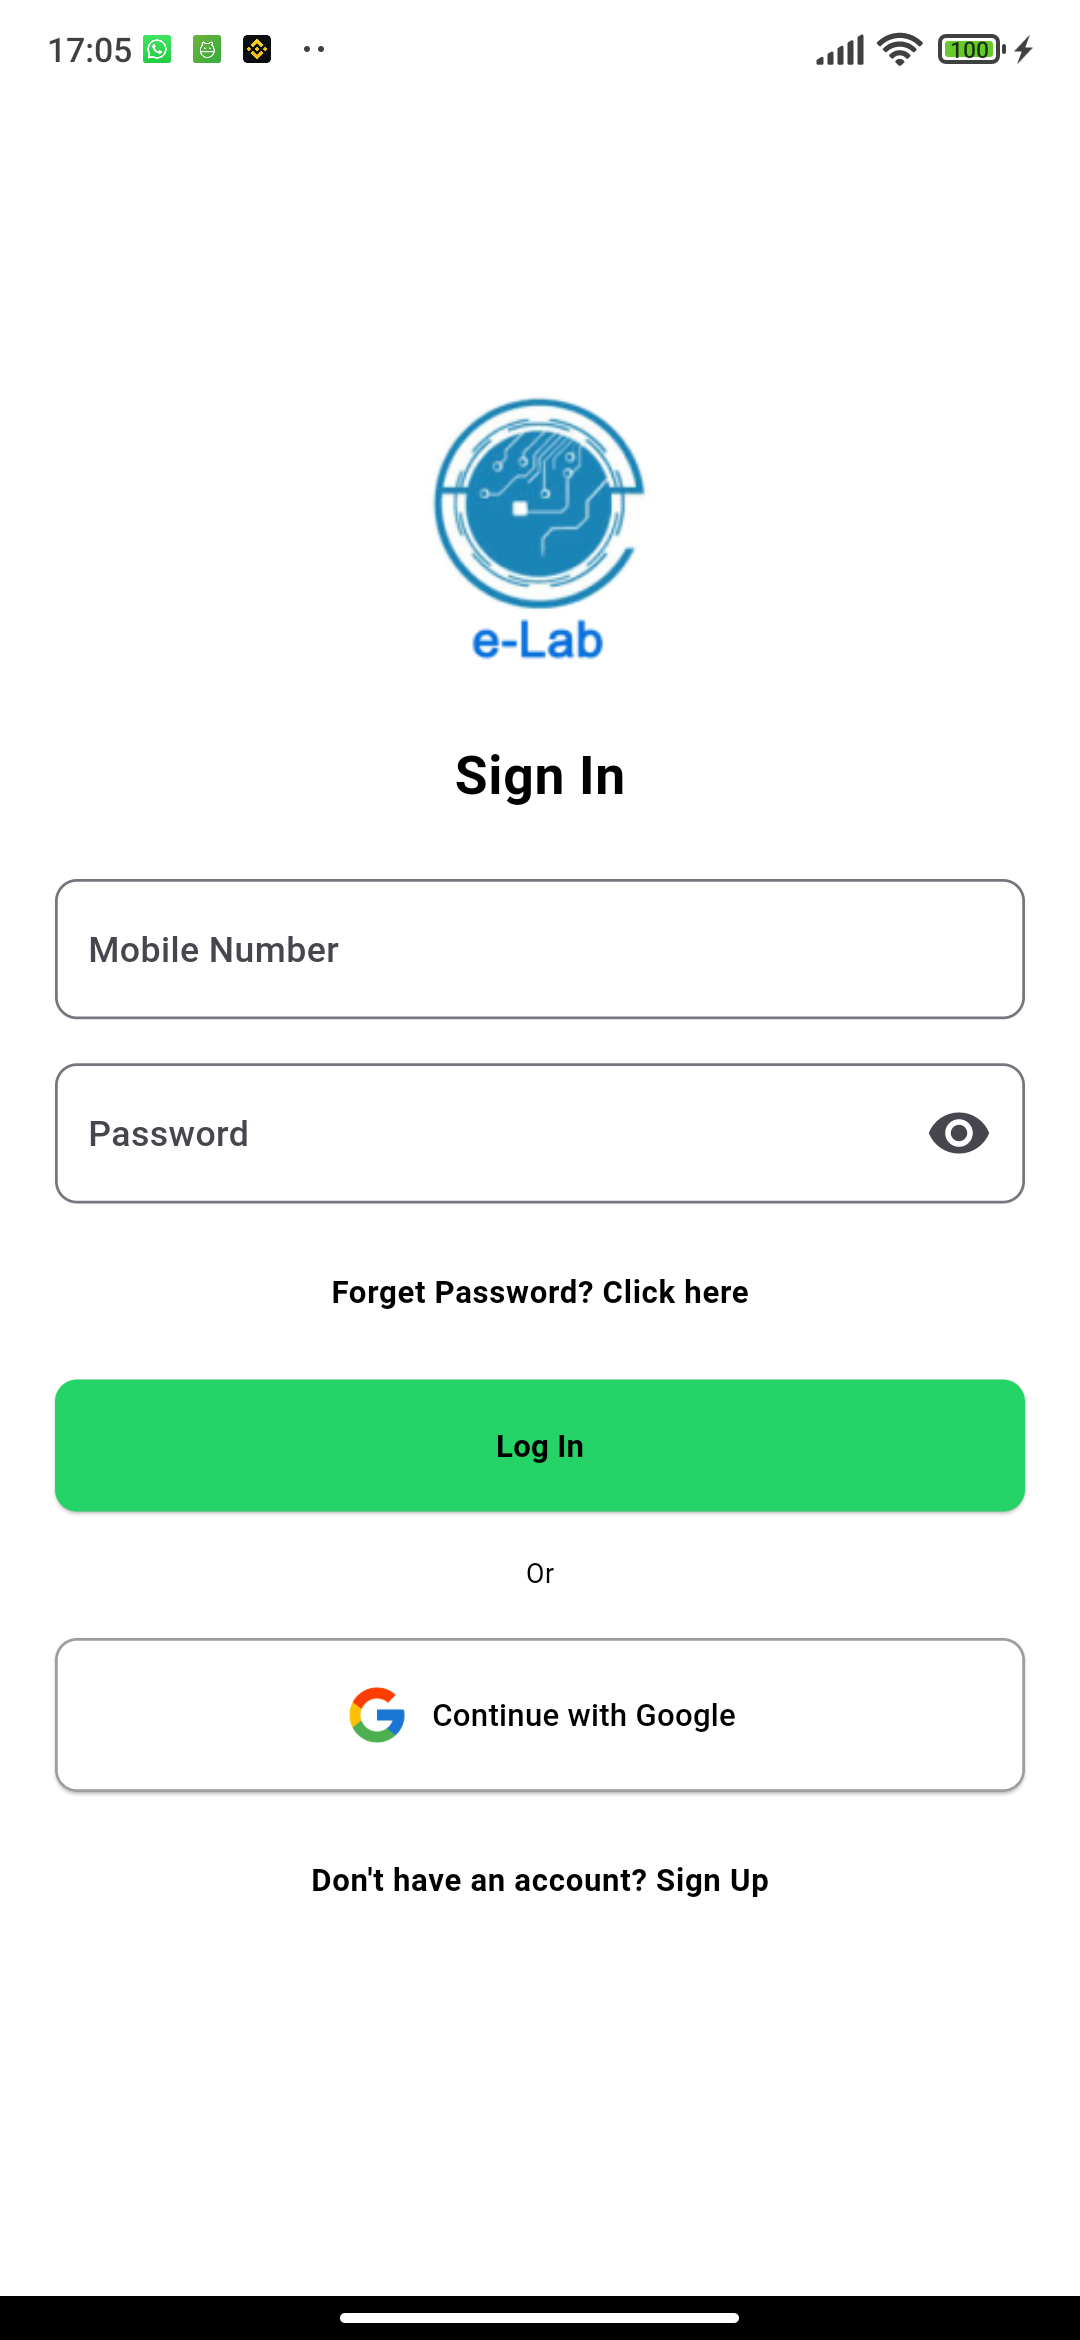 17:05
100
e-Lab
Sign In
Mobile Number
Password
Forget Password? Click here
Log In
Or
Continue with Google
Don't have an account? Sign Up